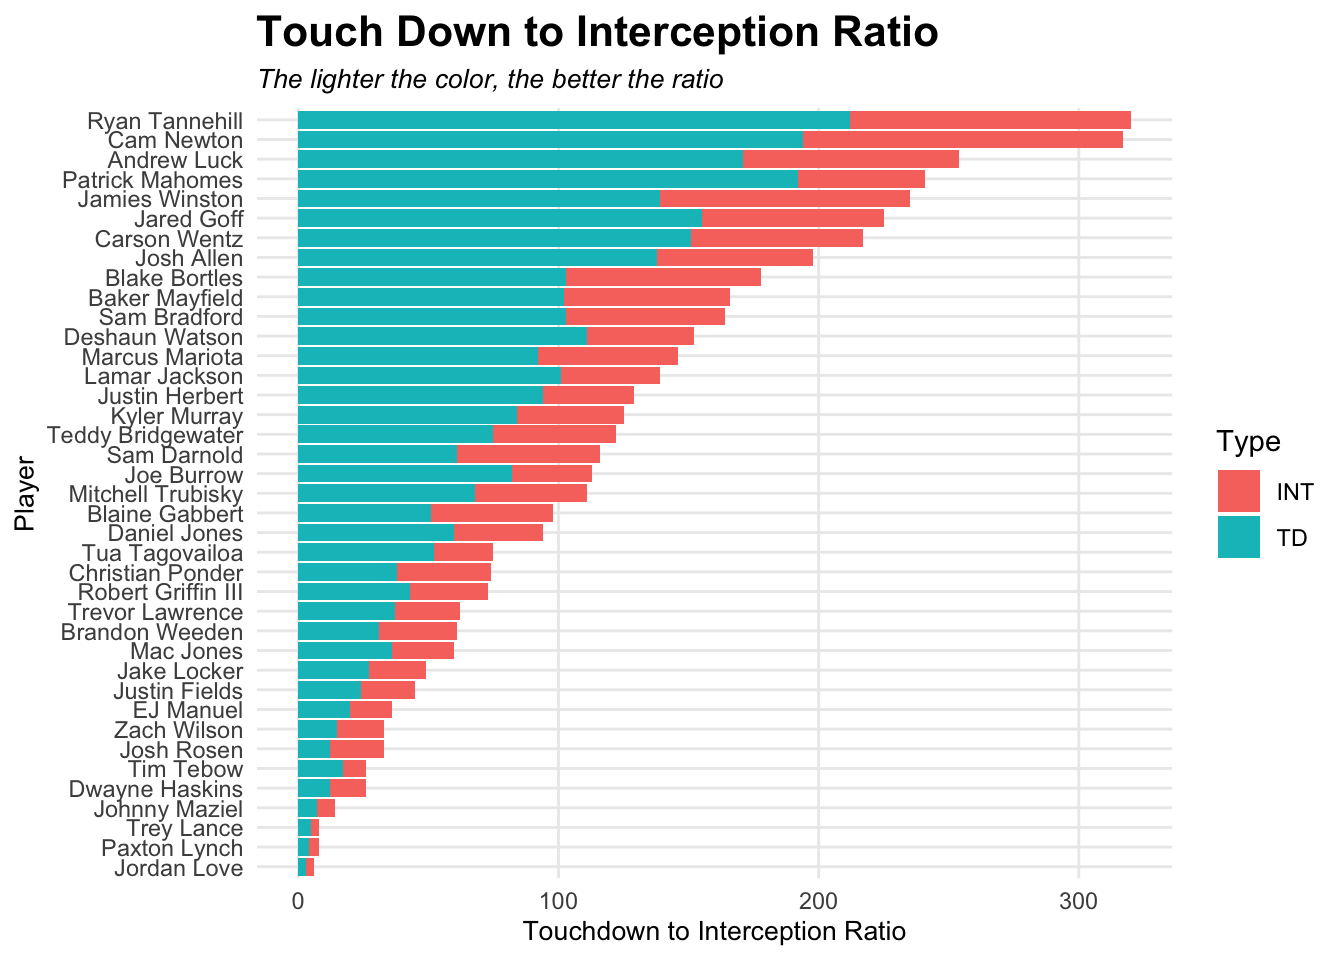 Touch Down to Interception Ratio
The lighter the color, the better the ratio
Player
Ryan Tannehill
Cam Newton
Andrew Luck
Patrick Mahomes
Jamies Winston
Jared Goff
Carson Wentz
Josh Allen
Blake Bortles
Baker Mayfield
Sam Bradford
Deshaun Watson
Marcus Mariota
Lamar Jackson
Justin Herbert
Kyler Murray
Teddy Bridgewater
Sam Darnold
Joe Burrow
Mitchell Trubisky
Blaine Gabbert
Daniel Jones
Tua Tagovailoa
Christian Ponder
Robert Griffin III
Trevor Lawrence
Brandon Weeden
Mac Jones
Jake Locker
Justin Fields
EJ Manuel
Zach Wilson
Josh Rosen
Tim Tebow
Dwayne Haskins
Johnny Maziel
Trey Lance
Paxton Lynch
Jordan Love
0 100 200 300
Touchdown to Interception Ratio
Type
INT
TD